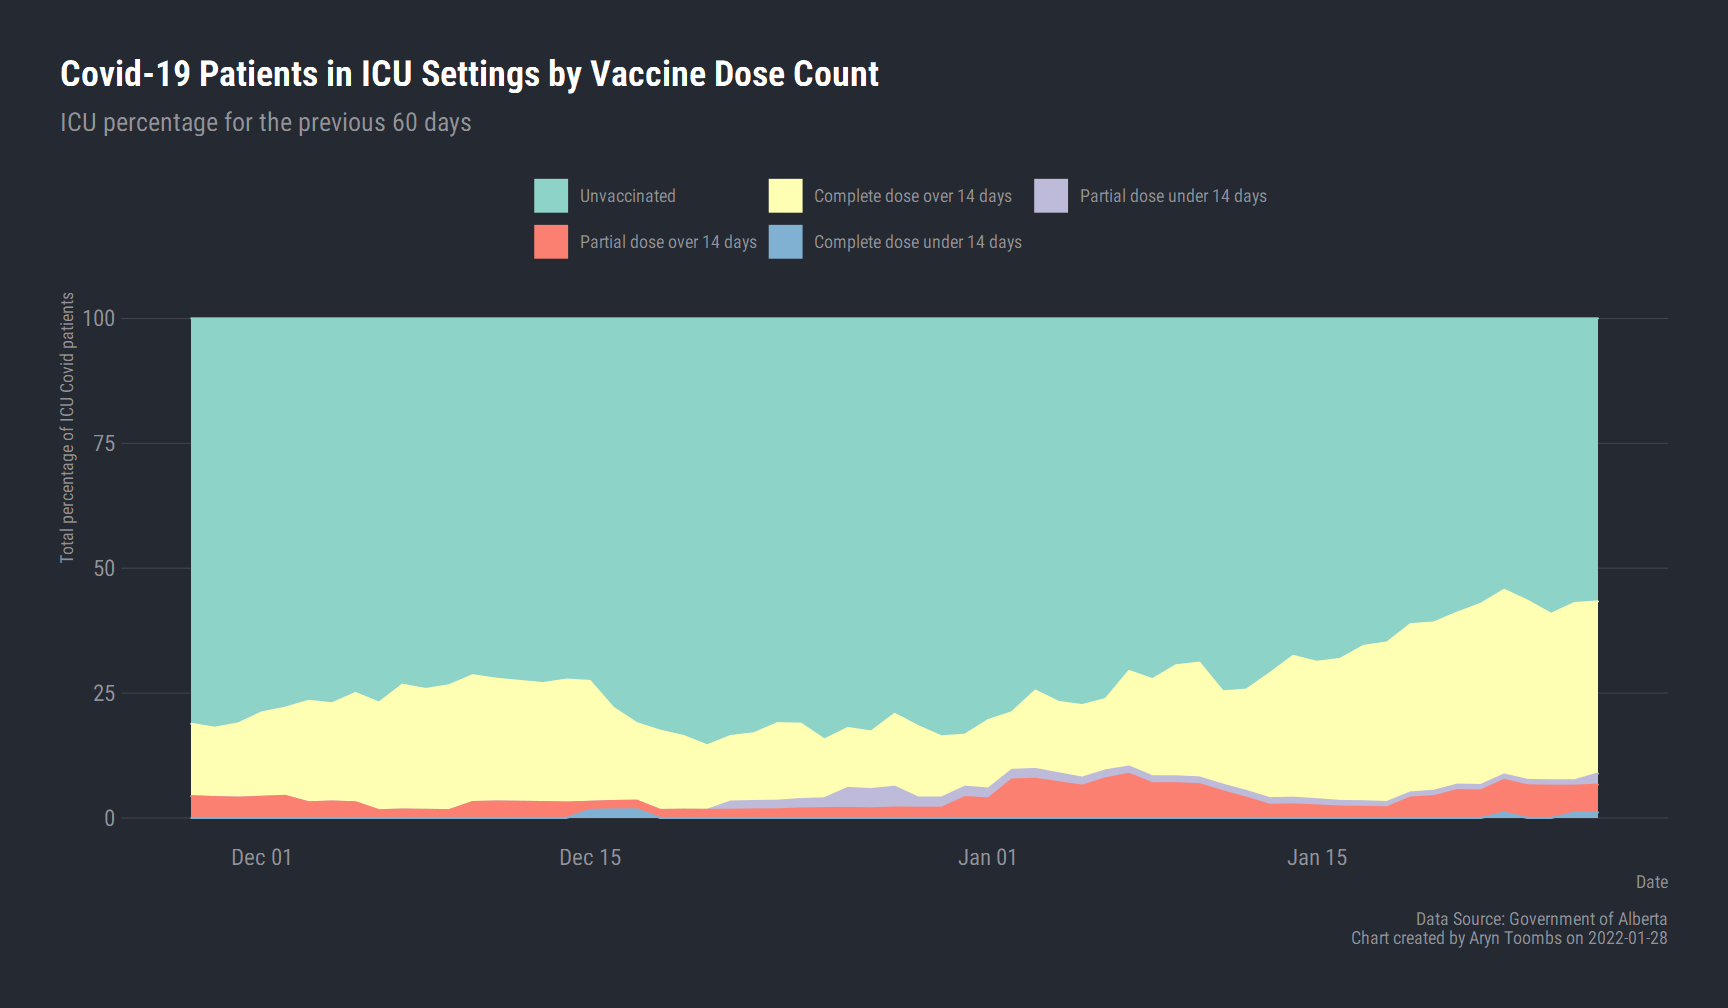 Covid-19 Patients in ICU Settings by Vaccine Dose Count
ICU percentage for the previous 60 days
Unvaccinated
Complete dose over 14 days
Partial dose under 14 days
Partial dose over 14 days
Complete dose under 14 days
Total percentage of ICU Covid patients
100
75
50
25
0
Dec 01
Dec 15
Jan 01
Jan 15
Date
Data Source: Government of Alberta
Chart created by Aryn Toombs on 2022-01-28